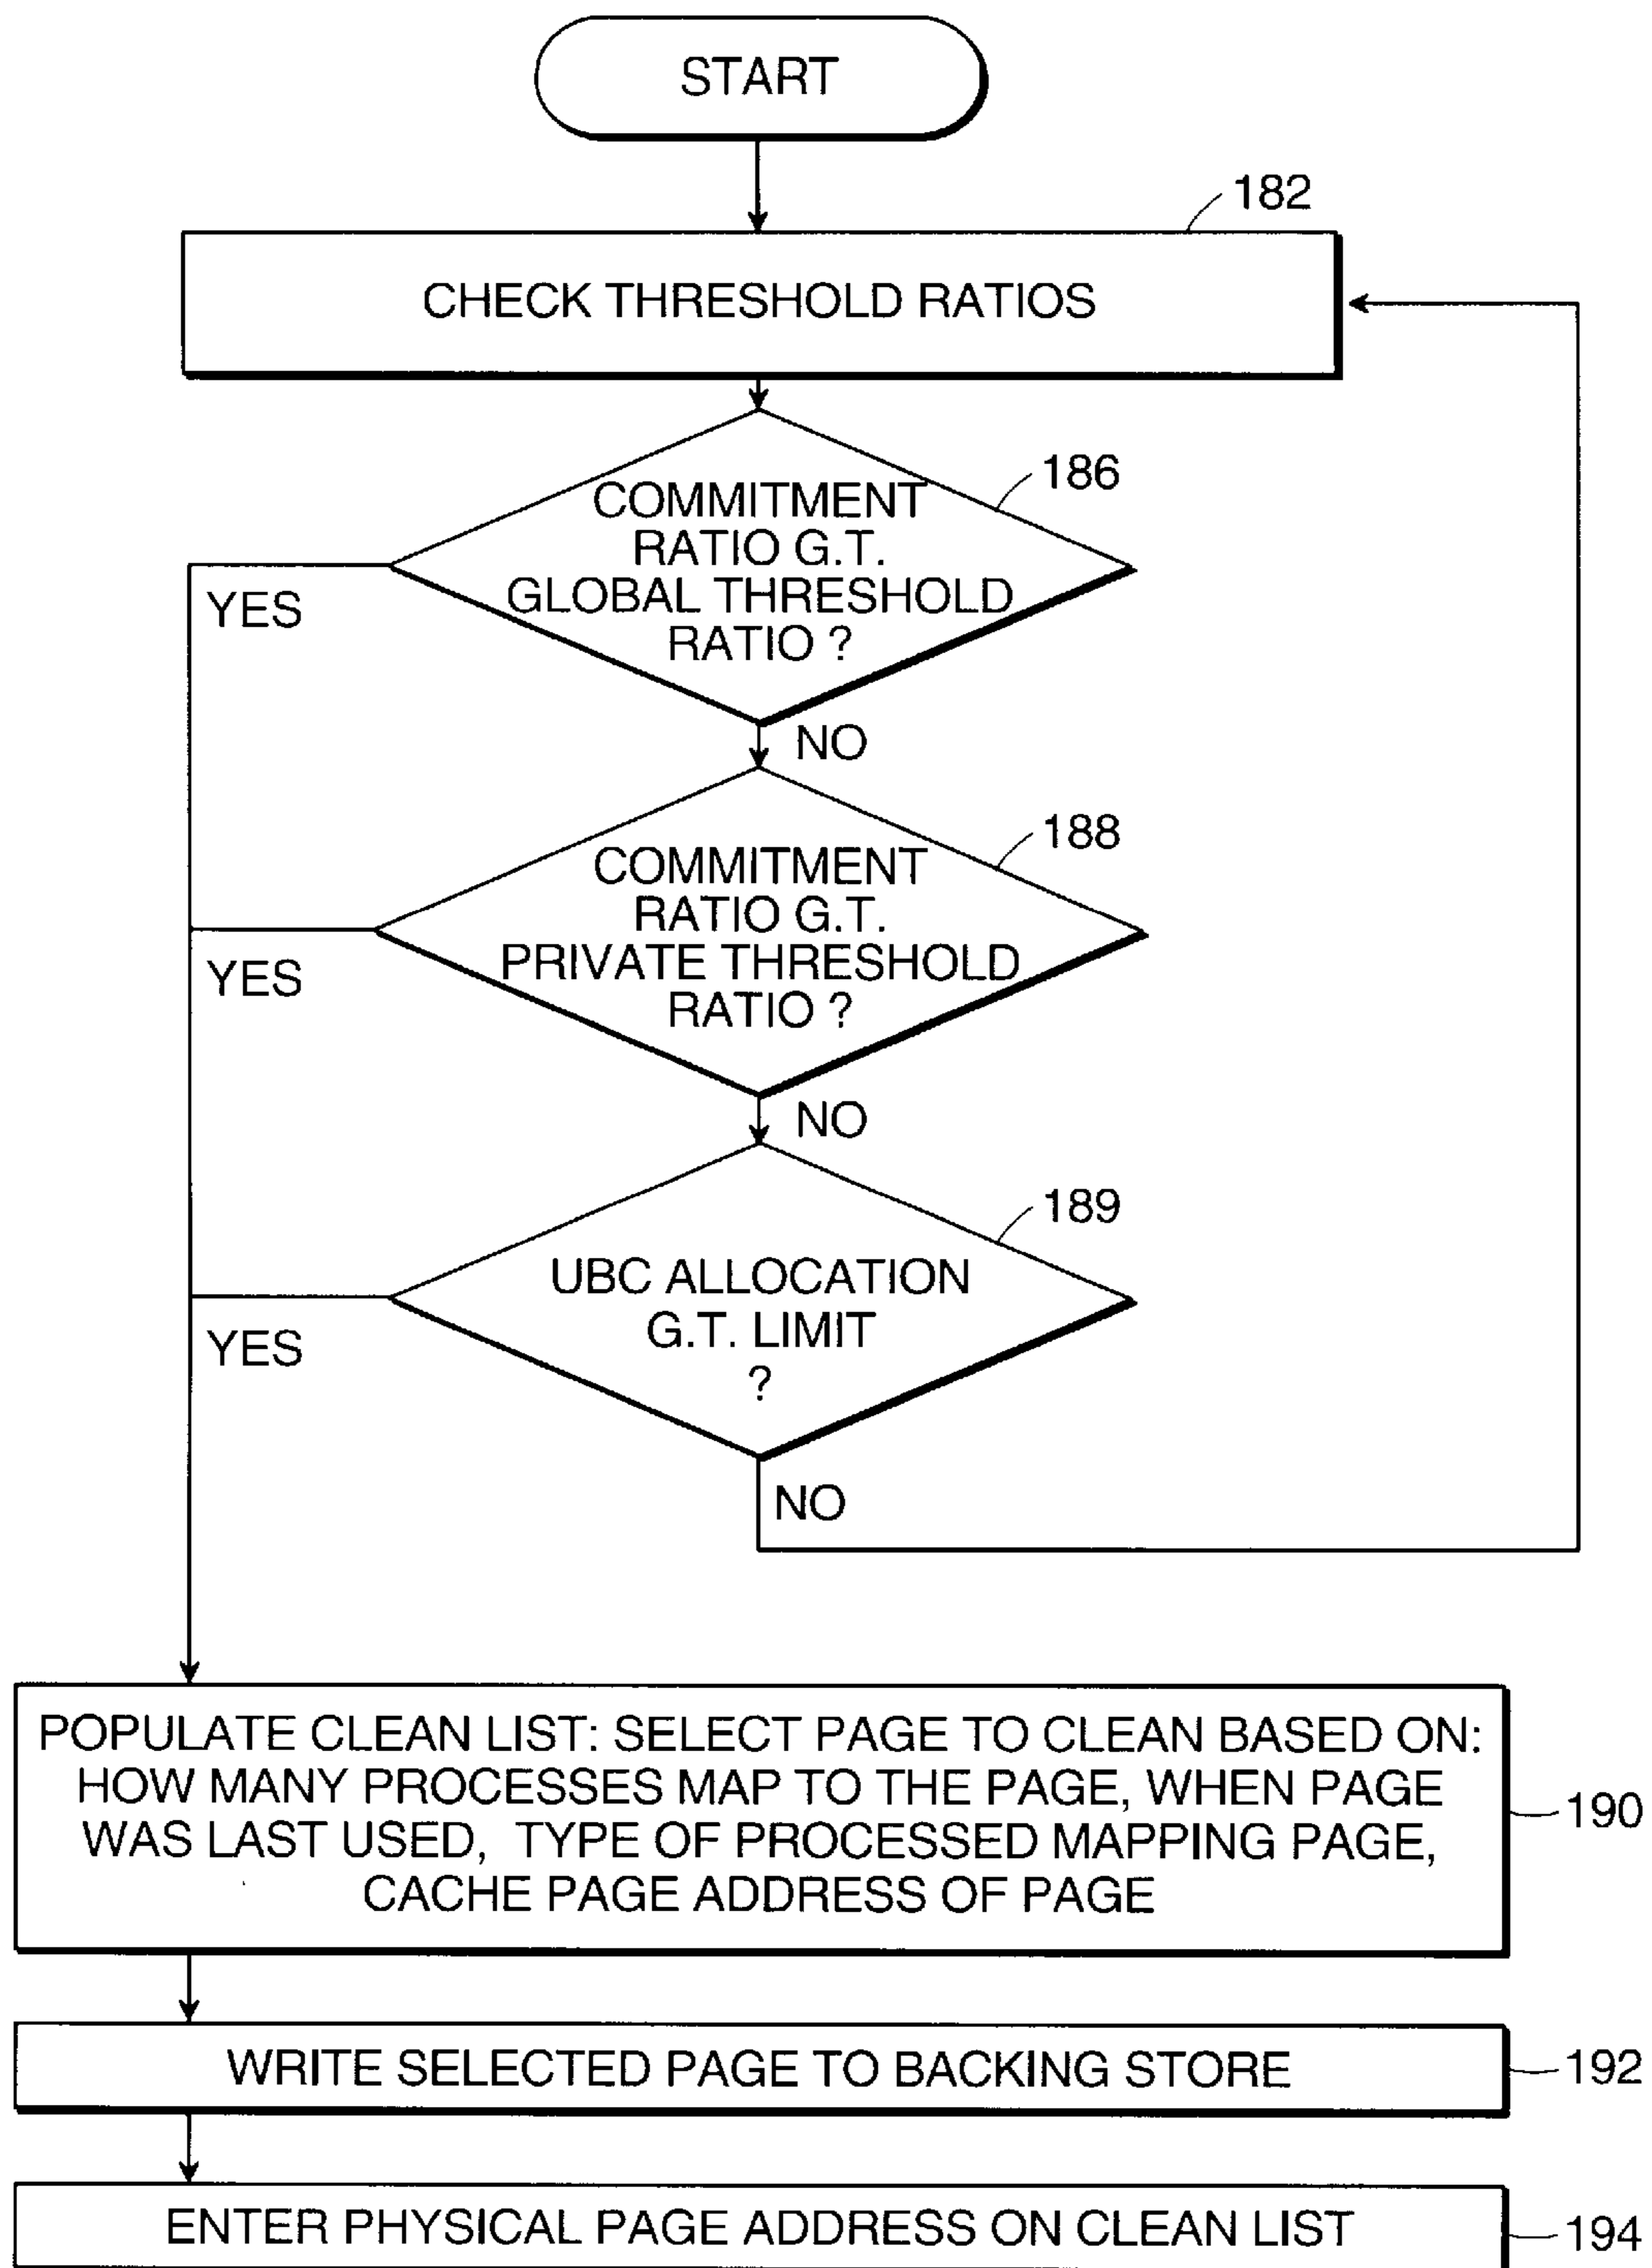 START
182
CHECK THRESHOLD RATIOS
186
COMMITMENT
RATIO G.T.
GLOBAL THRESHOLD
RATIO ?
YES
NO
188
COMMITMENT
RATIO G.T.
PRIVATE THRESHOLD
RATIO ?
YES
NO
189
UBC ALLOCATION
G.T. LIMIT
?
YES
NO
POPULATE CLEAN LIST: SELECT PAGE TO CLEAN BASED ON:
HOW MANY PROCESSES MAP TO THE PAGE, WHEN PAGE
WAS LAST USED, TYPE OF PROCESSED MAPPING PAGE,
CACHE PAGE ADDRESS OF PAGE
190
WRITE SELECTED PAGE TO BACKING STORE
192
ENTER PHYSICAL PAGE ADDRESS ON CLEAN LIST
194